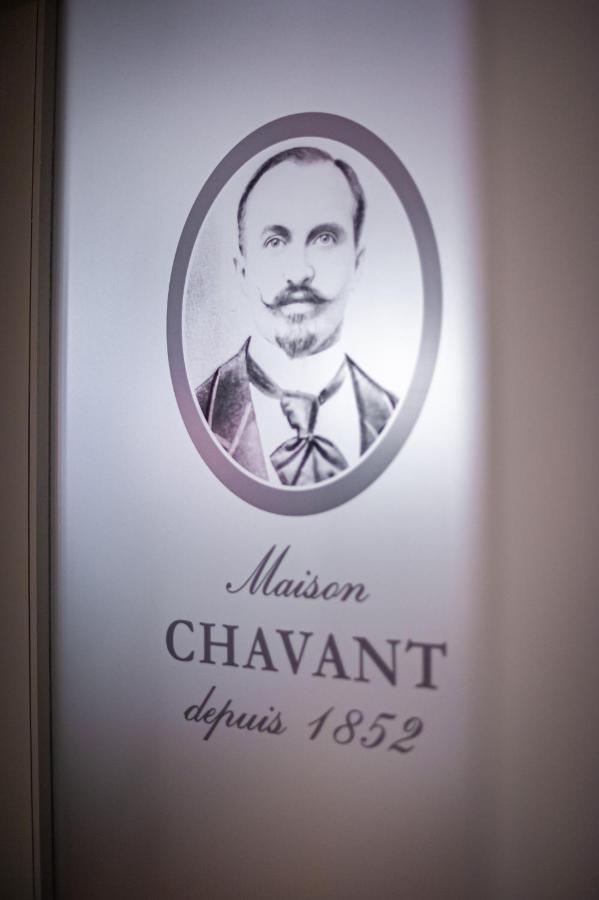 Maison
CHAVANT
depuis 1852